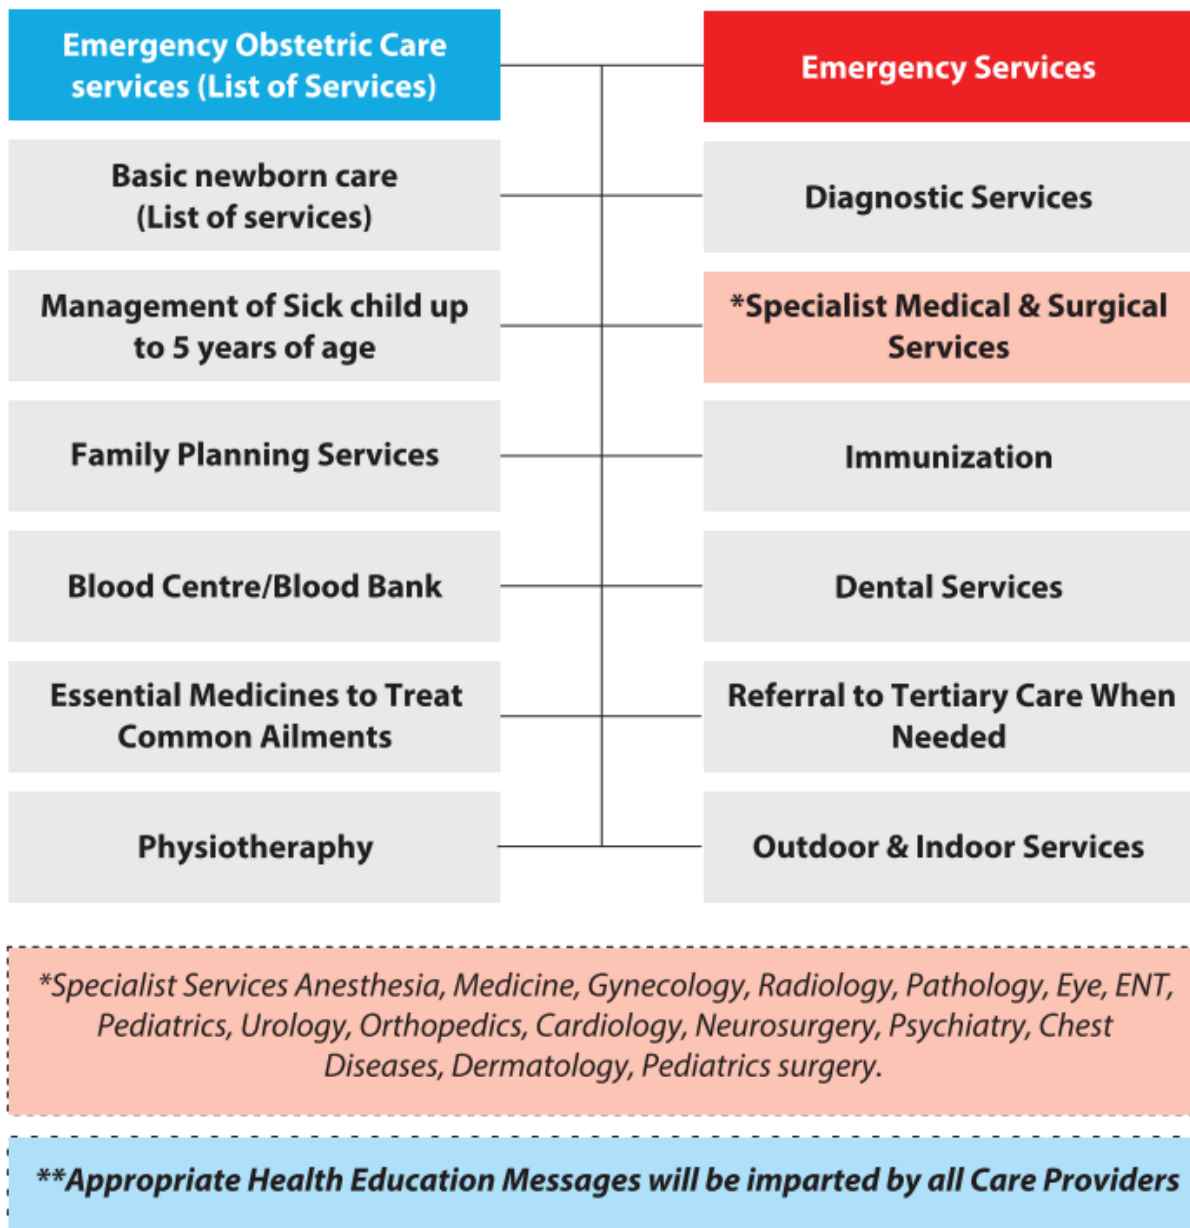 Emergency Obstetric Care
services (List of Services)
Emergency Services
Basic newborn care
(List of services)
Diagnostic Services
Management of Sick child up
to 5 years of age
*Specialist Medical & Surgical
Services
Family Planning Services
Immunization
Blood Centre/Blood Bank
Dental Services
Essential Medicines to Treat
Common Ailments
Referral to Tertiary Care When
Needed
Physiotheraphy
Outdoor & Indoor Services
*Specialist Services Anesthesia, Medicine, Gynecology, Radiology, Pathology, Eye, ENT,
Pediatrics, Urology, Orthopedics, Cardiology, Neurosurgery, Psychiatry, Chest
Diseases, Dermatology, Pediatrics surgery.
**Appropriate Health Education Messages will be imparted by all Care Providers